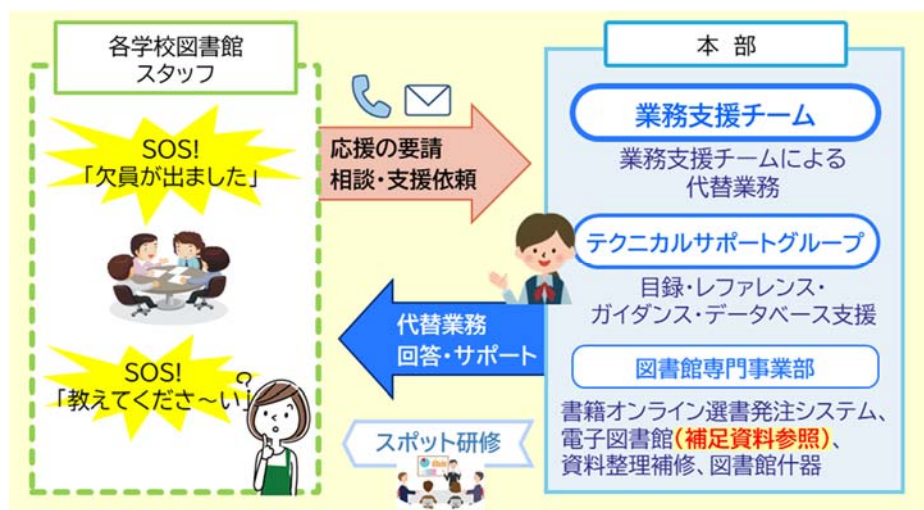 各学校図書館
スタッフ
SOS!
「欠員が出ました」
SOS!
「教えてくださ～い」
応援の要請
相談・支援依頼
代替業務
回答・サポート
スポット研修
本 部
業務支援チーム
業務支援チームによる
代替業務
テクニカルサポートグループ
目録・レファレンス・
ガイダンス・データベース支援
図書館専門事業部
書籍オンライン選書発注システム、
電子図書館(補足資料参照)、
資料整理補修、図書館什器